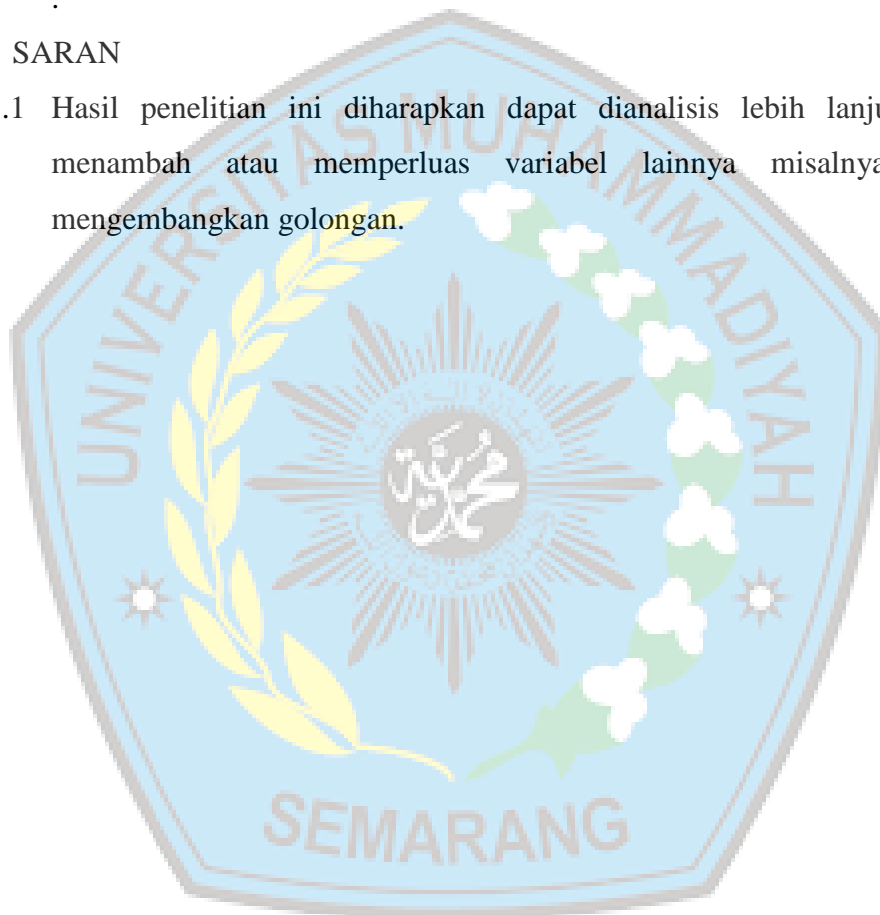 .
SARAN
.1 Hasil penelitian ini diharapkan dapat dianalisis lebih lanju
menambah atau memperluas variabel lainnya misalnya
mengembangkan golongan.
UNIVERSITAS MUHAMMADIYAH
SEMARANG